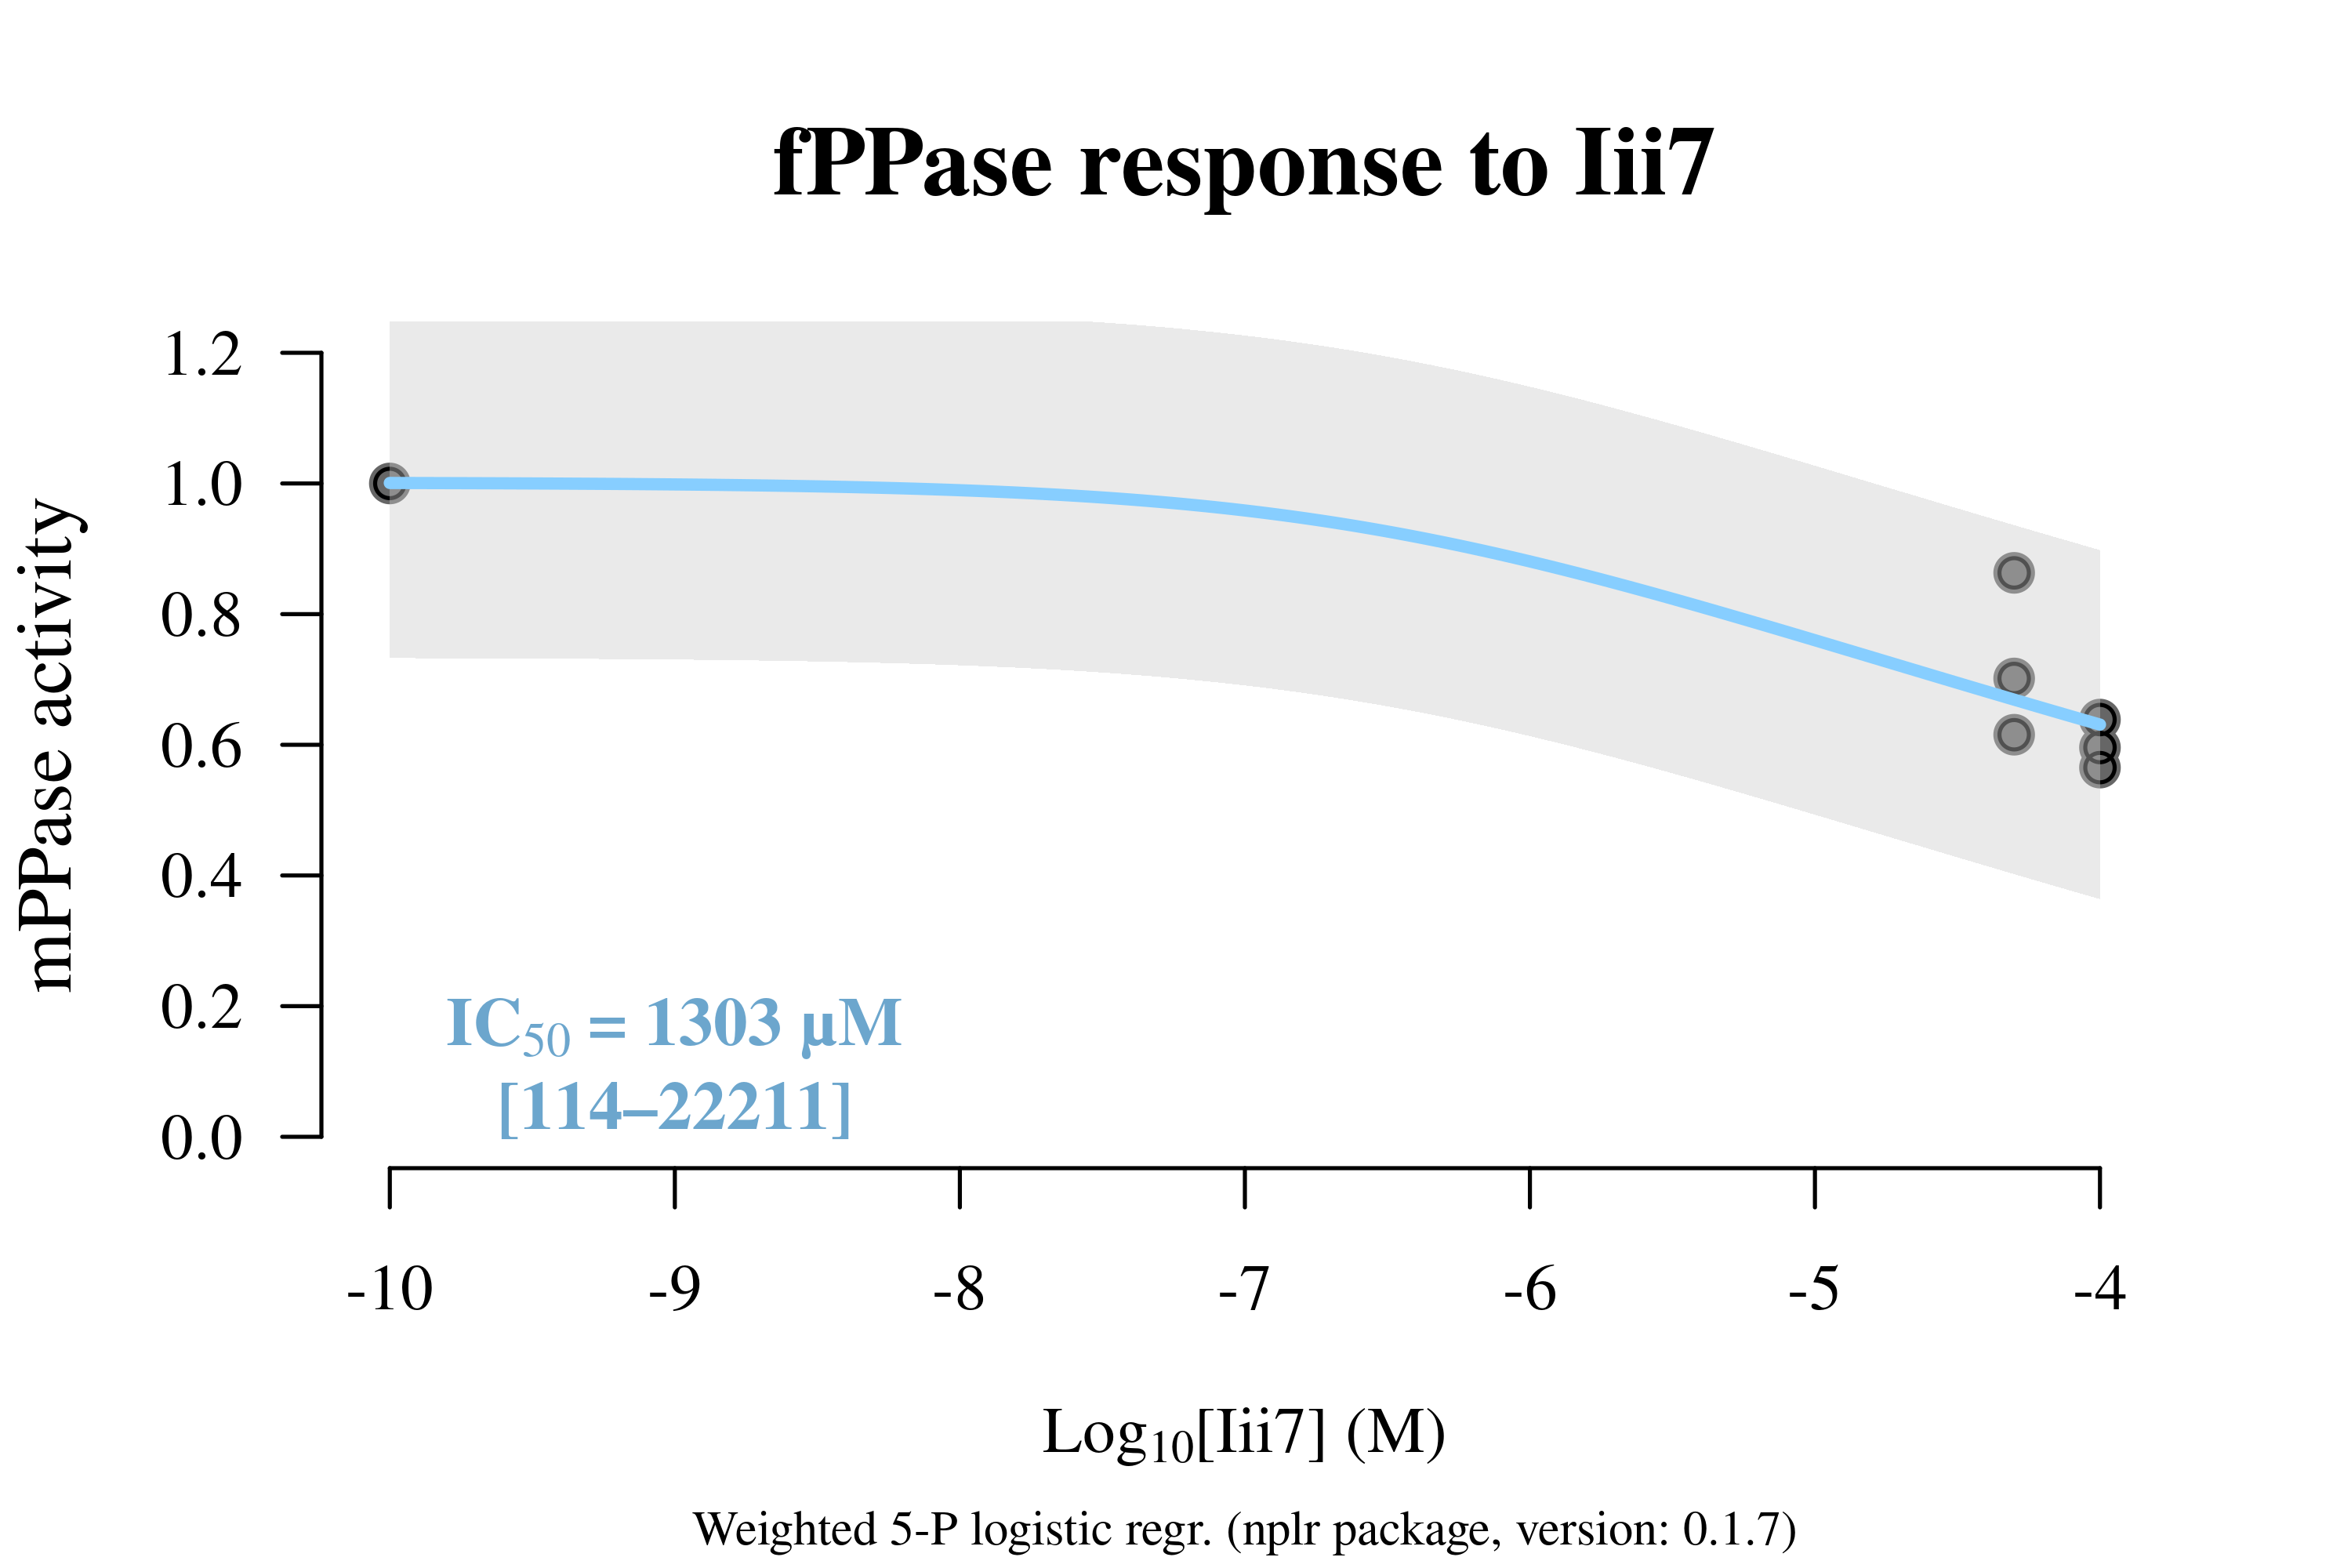 fPPase response to Iii7
mPPase activity
1.2
1.0
0.8
0.6
0.4
0.2
0.0
IC50 = 1303 µM
[114–22211]
-10 -9 -8 -7 -6 -5 -4
Log10[Iii7] (M)
Weighted 5-P logistic regr. (nplr package, version: 0.1.7)